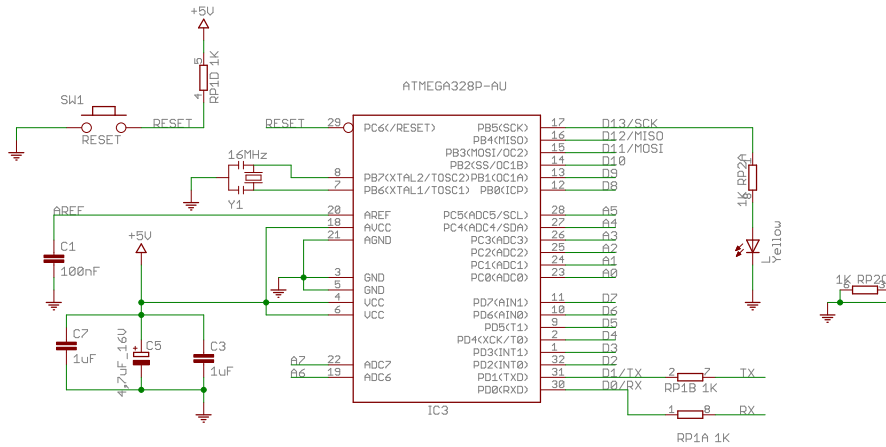 +5V
5
RP1D 1K
4
ATMEGA328P-AU
SW1
RESET
RESET
RESET 29 PC6(/RESET) PB5(SCK) 17 D13/SCK
PB4(MISO) 16 D12/MISO
PB3(MOSI/OC2) 15 D11/MOSI
16MHz PB2(SS/OC1B) 14 D10
8 PB7(XTAL2/TOSC2) PB1(OC1A) 13 D9
7 PB6(XTAL1/TOSC1) PB0(ICP) 12 D8
Y1
1K RP2A
8
AREF 20 AREF PC5(ADC5/SCL) 28 A5
18 AVCC PC4(ADC4/SDA) 27 A4
+5V 21 AGND PC3(ADC3) 26 A3
C1 PC2(ADC2) 25 A2
PC1(ADC1) 24 A1
100nF 3 GND PC0(ADC0) 23 A0
L
Yellow
5 GND
4 VCC PD7(AIN1) 11 D7
6 VCC PD6(AIN0) 10 D6
PD5(T1) 9 D5
C7 C5 C3 PD4(XCK/T0) 2 D4
1uF 4,7uF_16V 1uF PD3(INT1) 1 D3
+
A7 22 ADC7 PD2(INT0) 32 D2
A6 19 ADC6 PD1(TXD) 31 D1/TX 2 7 TX
PD0(RXD) 30 D0/RX RP1B 1K
IC3 1 8 RX
RP1A 1K
1K
6 3